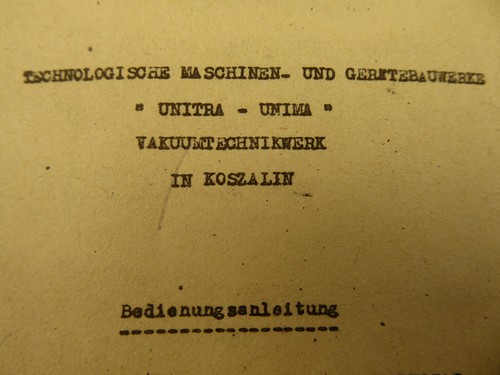 TECHNOLOGISCHE MASCHINEN- UND GERÄTEBAUWERKE
" UNITRA - UNIMA "
VAKUUMTECHNIKWERK
IN KOSZALIN
Bedienungsanleitung